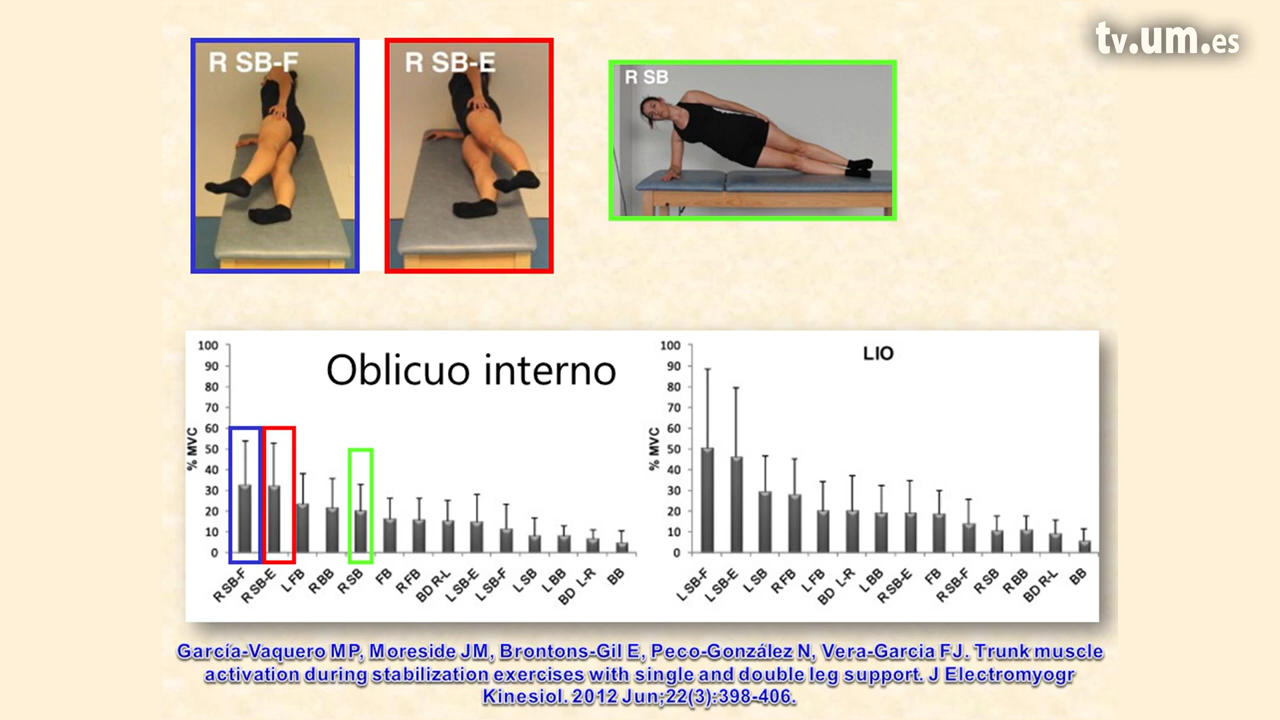 tv.um.es
R SB-F
R SB-E
R SB
Oblicuo interno
100
90
80
70
60
50
40
30
20
10
0
% MVC
R SB-F
R SB-E
L FB
R BB
R SB
FB
R FB
BD R-L
L SB-E
L SB-F
L SB
L BB
BD L-R
BB
LIO
100
90
80
70
60
50
40
30
20
10
0
% MVC
L SB-F
L SB-E
L SB
R FB
L FB
BD L-R
L BB
R SB-E
FB
R SB-F
R SB
R BB
BD R-L
BB
García-Vaquero MP, Moreside JM, Brontons-Gil E, Peco-González N, Vera-Garcia FJ. Trunk muscle
activation during stabilization exercises with single and double leg support. J Electromyogr
Kinesiol. 2012 Jun;22(3):398-406.